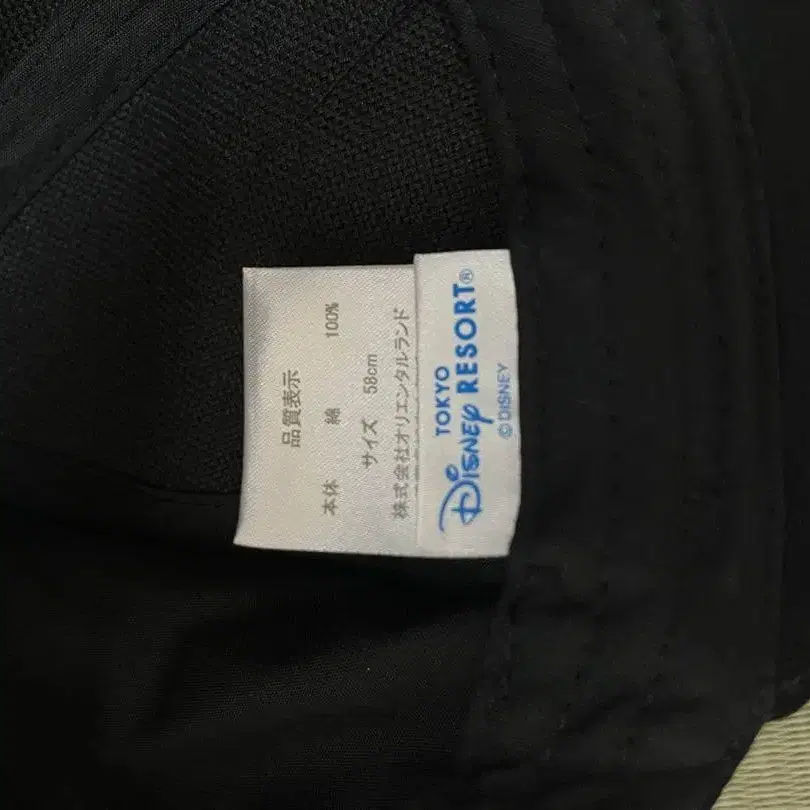 TOKYO
DISNEY RESORT®
© DISNEY
品質表示
本体 綿 100%
サイズ 58cm
株式会社オリエンタルランド